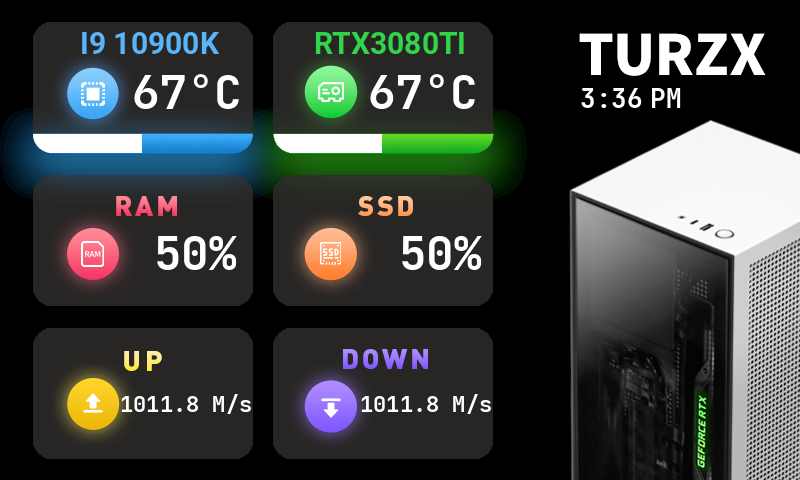 I9 10900K
67°C
RTX3080TI
67°C
TURZX
3:36 PM
RAM
RAM
50%
SSD
SSD
50%
UP
1011.8 M/s
DOWN
1011.8 M/s
GEFORCE RTX